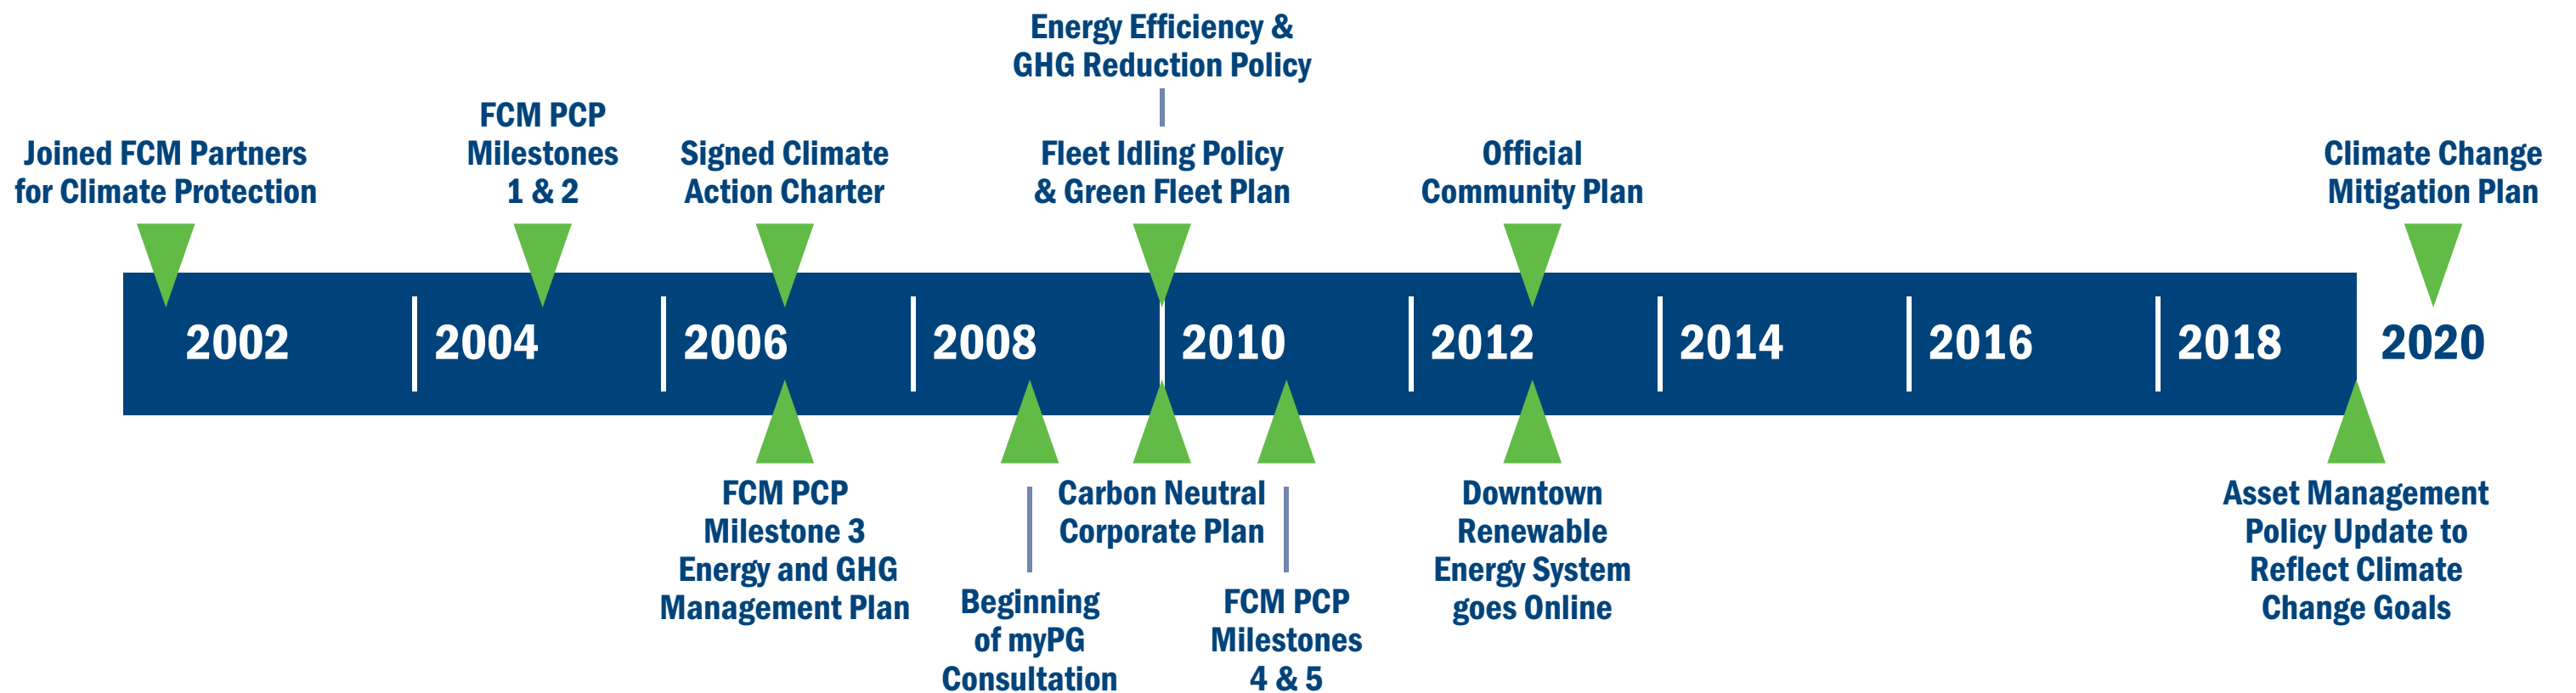 Energy Efficiency &
GHG Reduction Policy
Joined FCM Partners
for Climate Protection
FCM PCP
Milestones
1 & 2
Signed Climate
Action Charter
Fleet Idling Policy
& Green Fleet Plan
Official
Community Plan
Climate Change
Mitigation Plan
2002
2004
2006
2008
2010
2012
2014
2016
2018
2020
FCM PCP
Milestone 3
Energy and GHG
Management Plan
Beginning
of myPG
Consultation
Carbon Neutral
Corporate Plan
FCM PCP
Milestones
4 & 5
Downtown
Renewable
Energy System
goes Online
Asset Management
Policy Update to
Reflect Climate
Change Goals